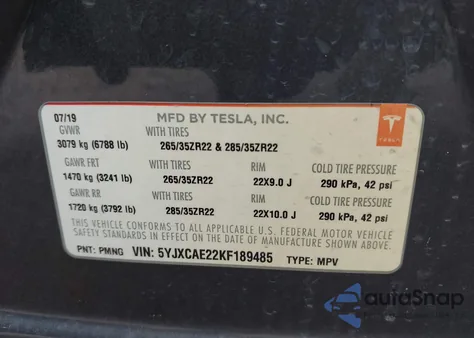 07/19 MFD BY TESLA, INC.
GVWR WITH TIRES
3079 kg (6788 lb) 265/35ZR22 & 285/35ZR22
TESLA
GAWR FRT WITH TIRES RIM COLD TIRE PRESSURE
1470 kg (3241 lb) 265/35ZR22 22X9.0 J 290 kPa, 42 psi
GAWR RR WITH TIRES RIM COLD TIRE PRESSURE
1720 kg (3792 lb) 285/35ZR22 22X10.0 J 290 kPa, 42 psi
THIS VEHICLE CONFORMS TO ALL APPLICABLE U.S. FEDERAL MOTOR VEHICLE
SAFETY STANDARDS IN EFFECT ON THE DATE OF MANUFACTURE SHOWN ABOVE.
PNT: PMNG VIN: 5YJXCAE22KF189485 TYPE: MPV
autoSnap